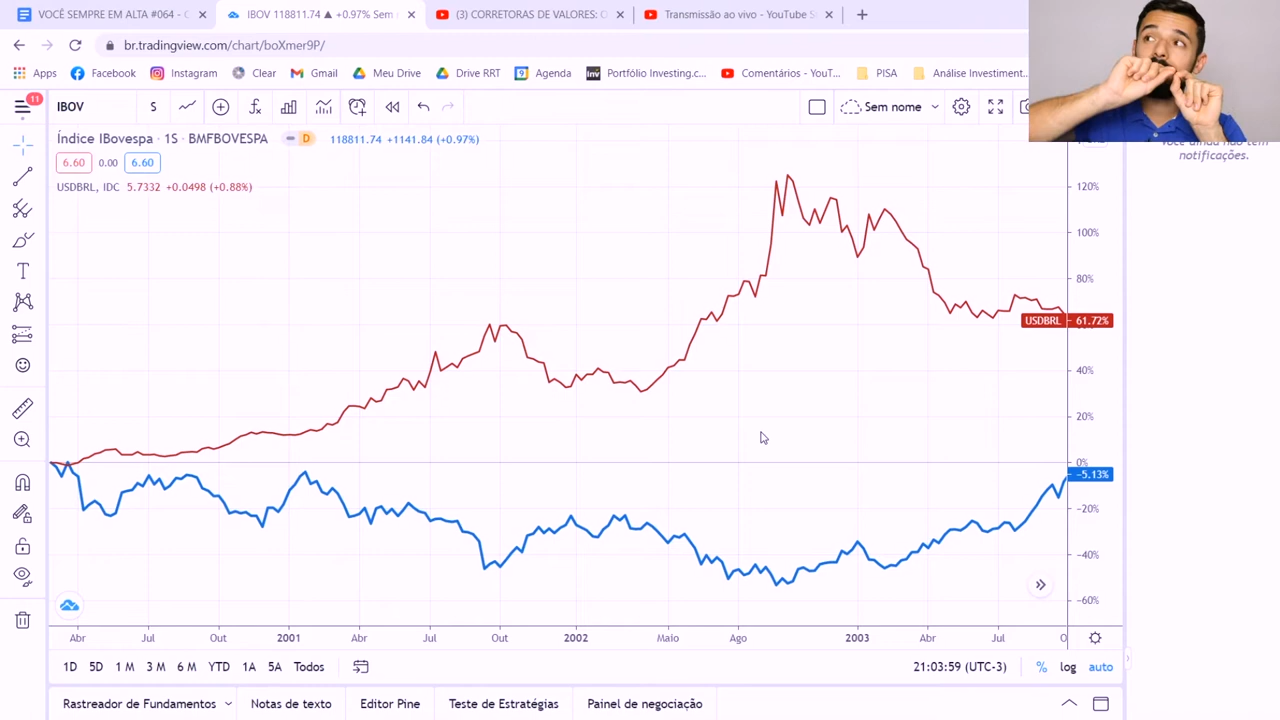 VOCÊ SEMPRE EM ALTA #064 - G
IBOV 118811.74 ▲ +0.97% Sem n
(3) CORRETORAS DE VALORES: O
Transmissão ao vivo - YouTube S
br.tradingview.com/chart/boXmer9P/
Apps
Facebook
Instagram
Clear
Gmail
Meu Drive
Drive RRT
Agenda
Portfólio Investing.c...
Comentários - YouT...
PISA
Análise Investiment...
11
IBOV
S
Sem nome
Índice IBovespa · 1S · BMFBOVESPA
D
118811.74 +1141.84 (+0.97%)
6.60
0.00
6.60
USDBRL, IDC 5.7332 +0.0498 (+0.88%)
Você ainda não tem
notificações.
120%
100%
80%
USDBRL
61.72%
40%
20%
0%
-5.13%
-20%
-40%
-60%
Abr
Jul
Out
2001
Abr
Jul
Out
2002
Maio
Ago
2003
Abr
Jul
1D
5D
1 M
3 M
6 M
YTD
1A
5A
Todos
21:03:59 (UTC-3)
%
log
auto
Rastreador de Fundamentos
Notas de texto
Editor Pine
Teste de Estratégias
Painel de negociação